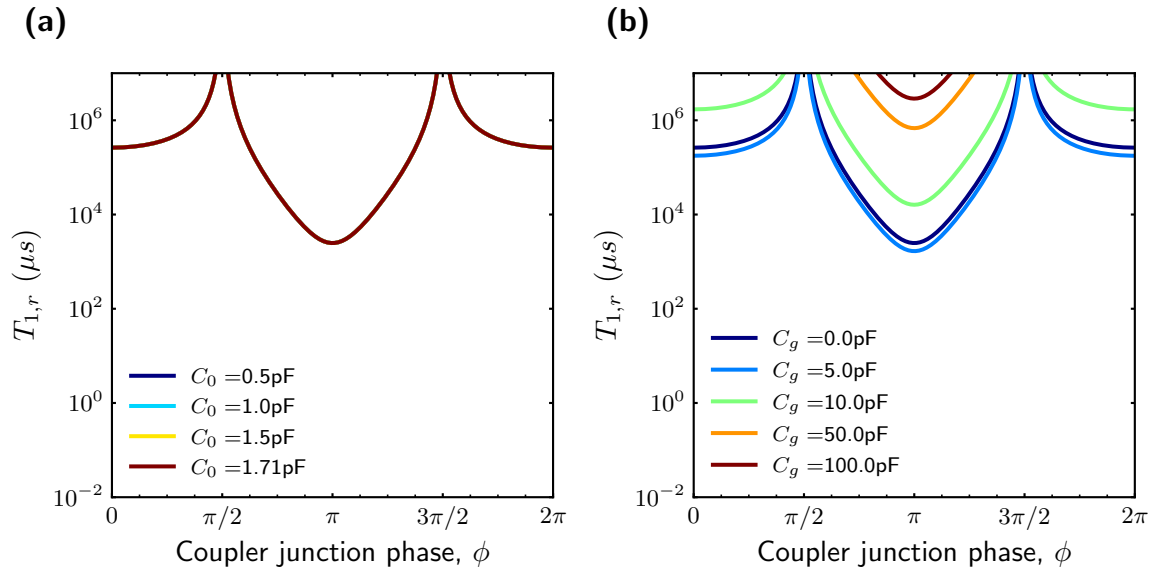 (a)
T_{1,r} (μs)
10^6
10^4
10^2
10^0
10^{-2}
C_0 =0.5pF
C_0 =1.0pF
C_0 =1.5pF
C_0 =1.71pF
0 π/2 π 3π/2 2π
Coupler junction phase, ϕ
(b)
T_{1,r} (μs)
10^6
10^4
10^2
10^0
10^{-2}
C_g =0.0pF
C_g =5.0pF
C_g =10.0pF
C_g =50.0pF
C_g =100.0pF
0 π/2 π 3π/2 2π
Coupler junction phase, ϕ